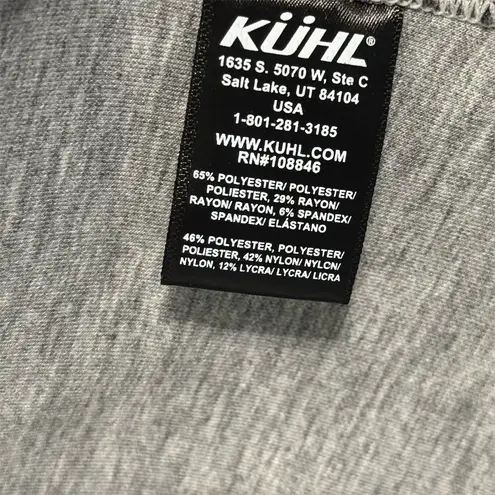 KÜHL®
1635 S. 5070 W, Ste C
Salt Lake, UT 84104
USA
1-801-281-3185
WWW.KUHL.COM
RN#108846
65% POLYESTER/ POLYESTER/
POLIESTER, 29% RAYON/
RAYON/ RAYON, 6% SPANDEX/
SPANDEX/ ELÁSTANO
46% POLYESTER, POLYESTER/
POLIESTER, 42% NYLON/ NYLCN/
NYLON, 12% LYCRA/ LYCRA/ LICRA